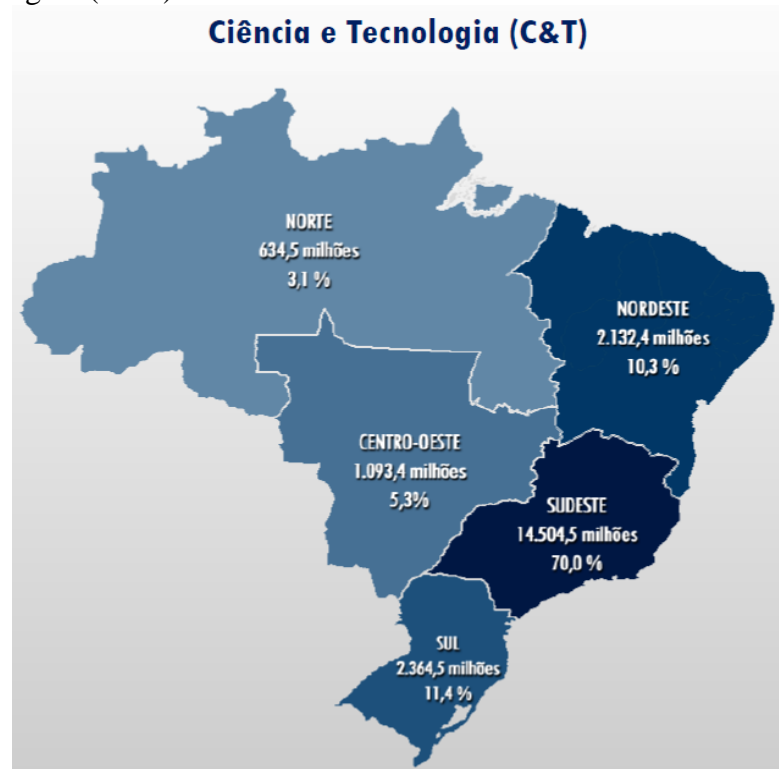 Ciência e Tecnologia (C&T)
NORTE
634,5 milhões
3,1 %
NORDESTE
2.132,4 milhões
10,3 %
CENTRO-OESTE
1.093,4 milhões
5,3%
SUDESTE
14.504,5 milhões
70,0 %
SUL
2.364,5 milhões
11,4 %